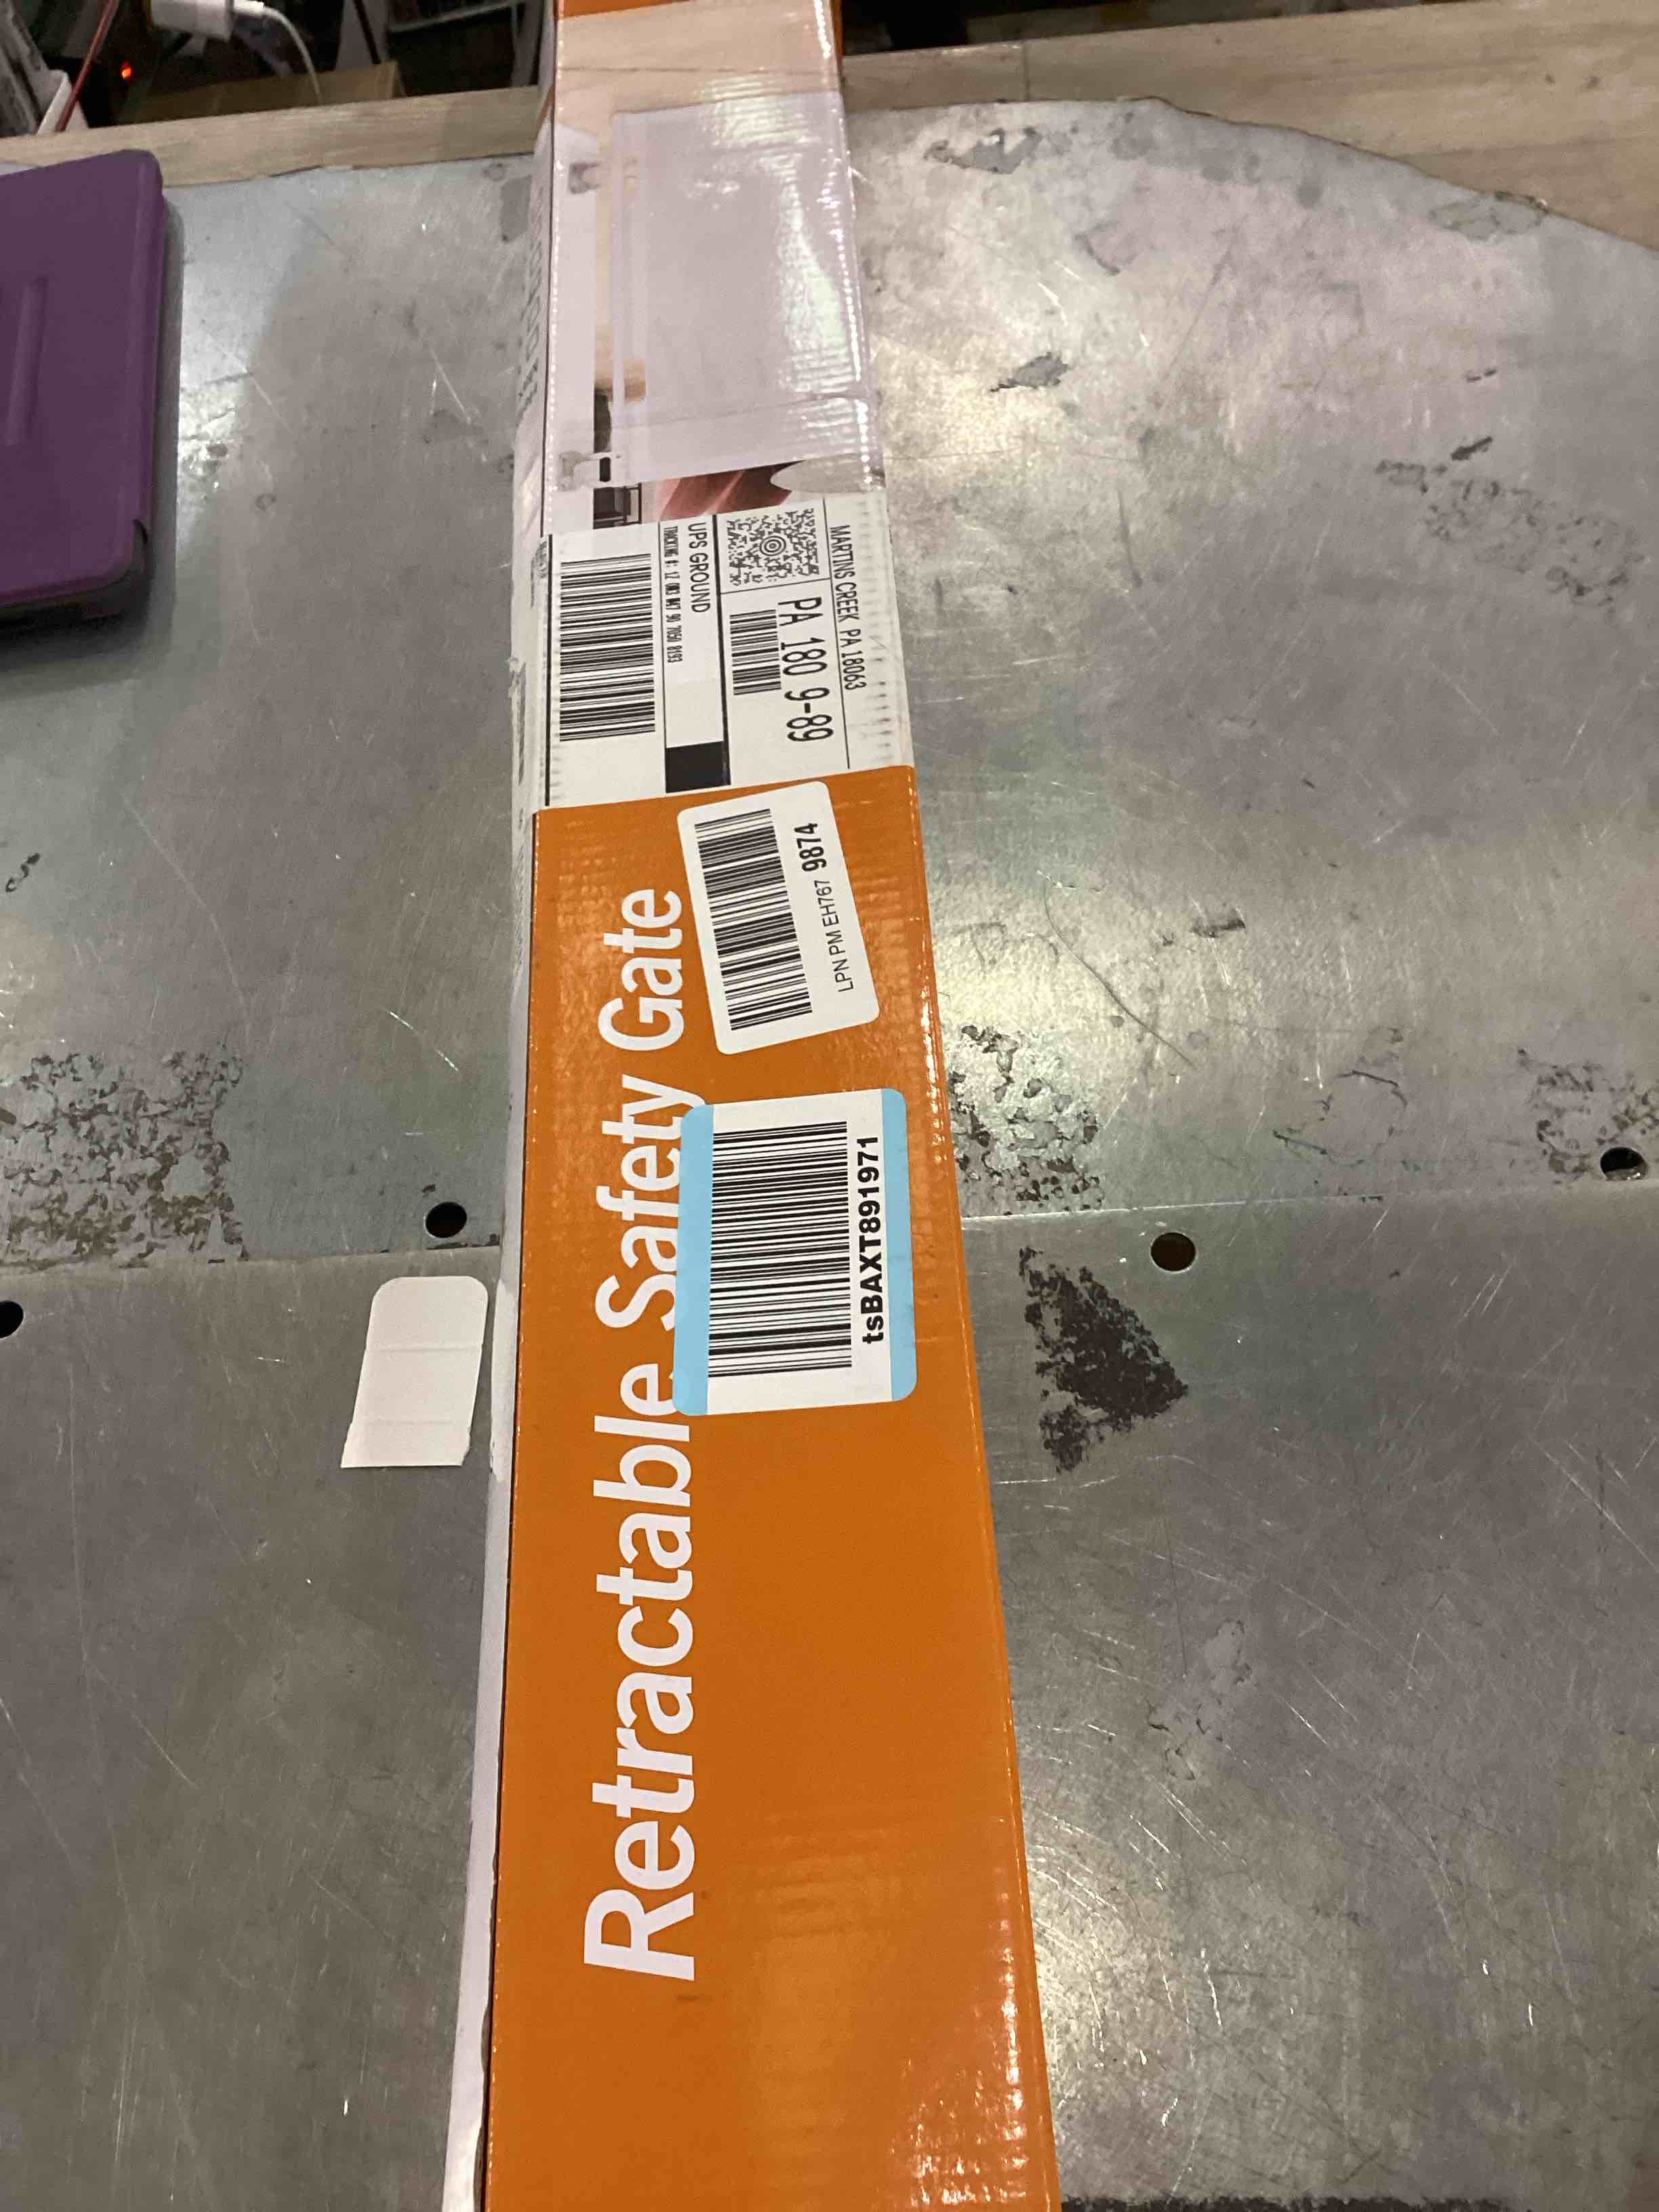 MARTINS CREEK PA 18063
PA 180 9-89
UPS GROUND
LPN PM EH767 9874
tsBAXT891971
Retractable Safety Gate